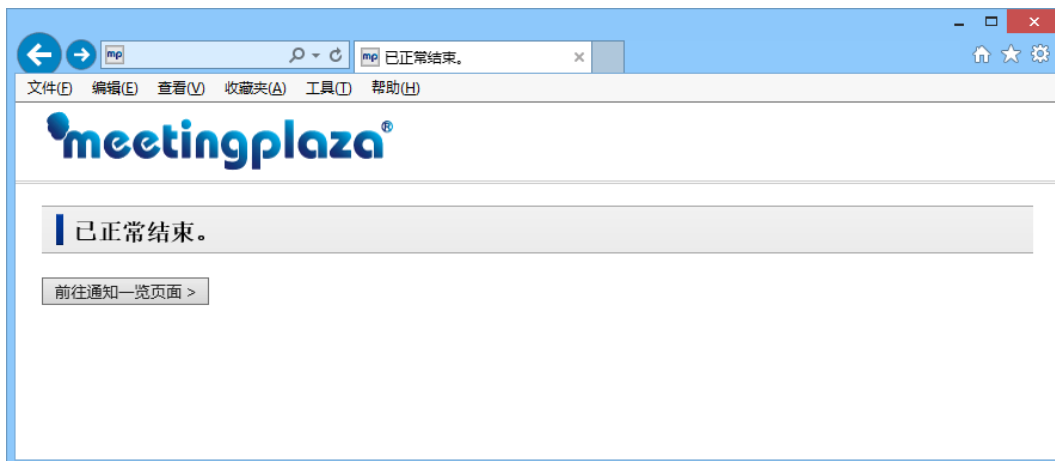 mp
mp 已正常结束。
文件(F) 编辑(E) 查看(V) 收藏夹(A) 工具(T) 帮助(H)
meetingplaza®
已正常结束。
前往通知一览页面 >